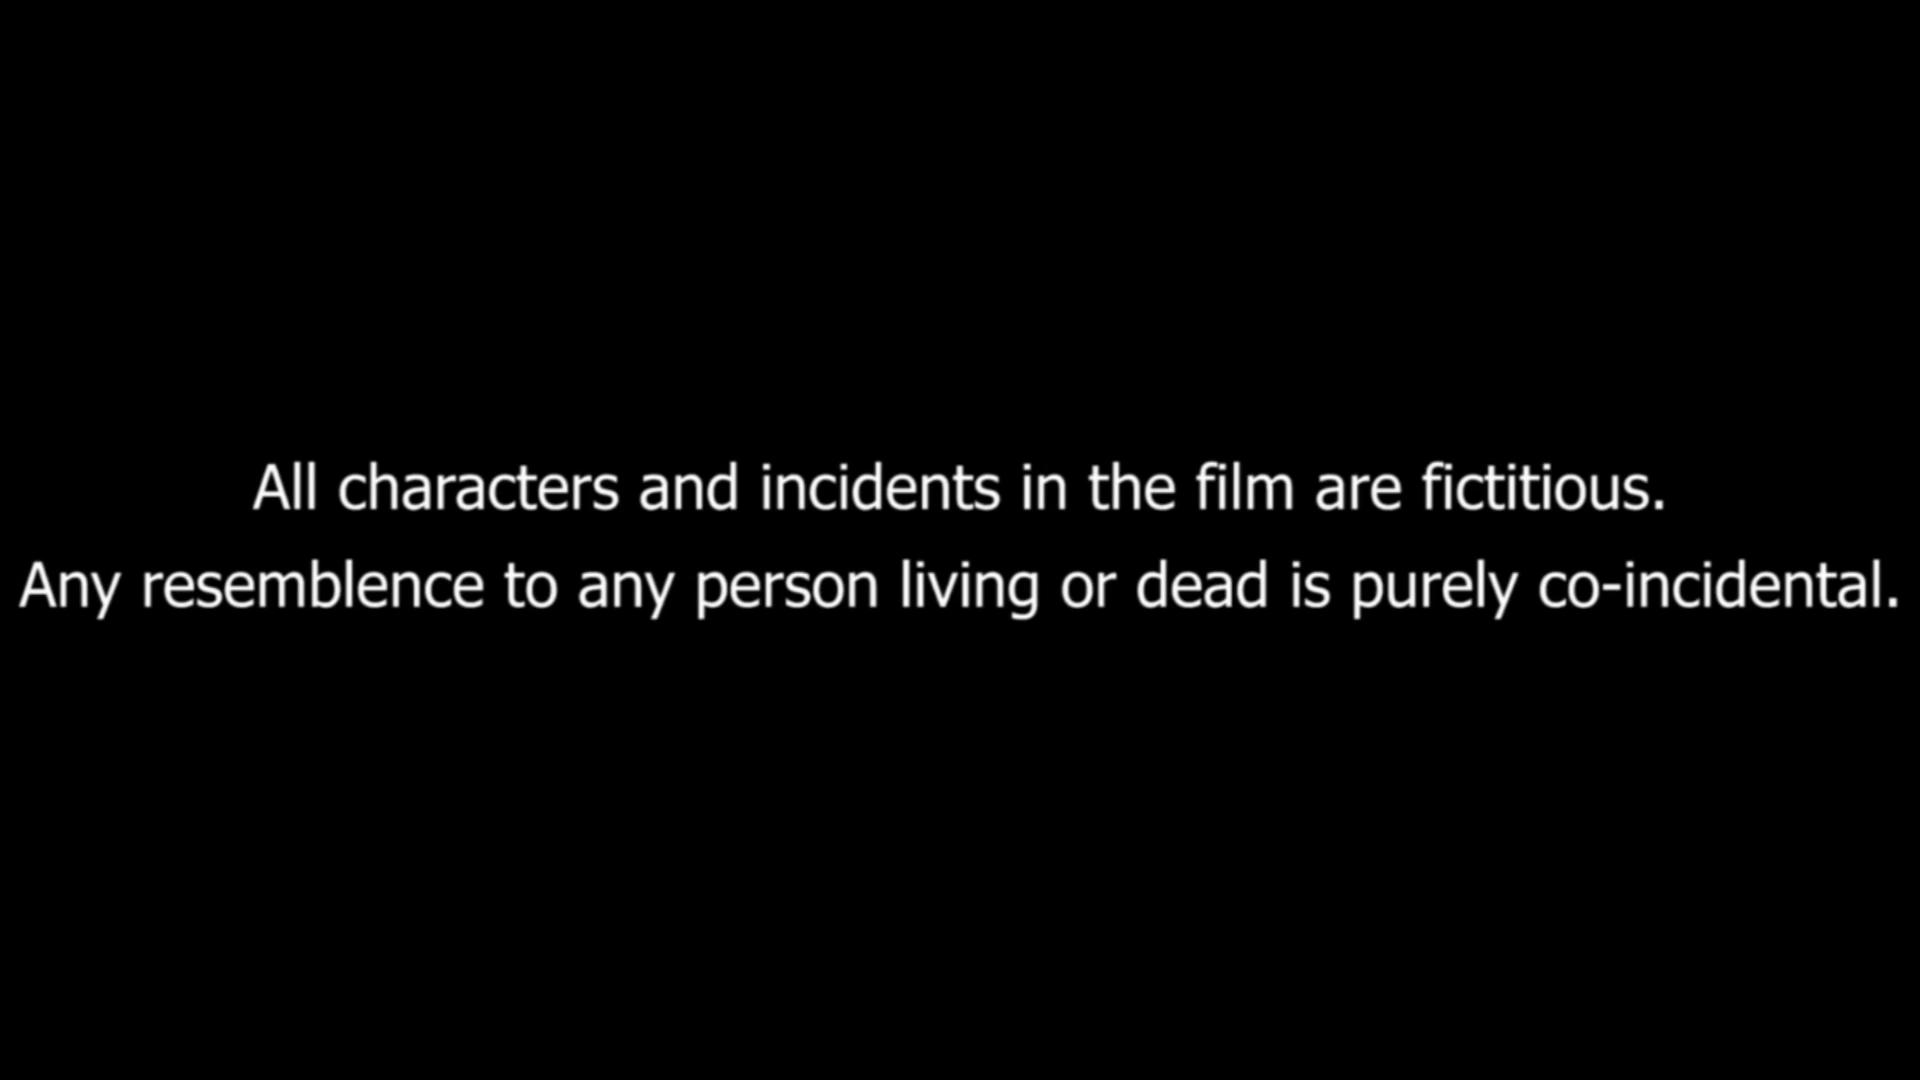 All characters and incidents in the film are fictitious.
Any resemblence to any person living or dead is purely co-incidental.